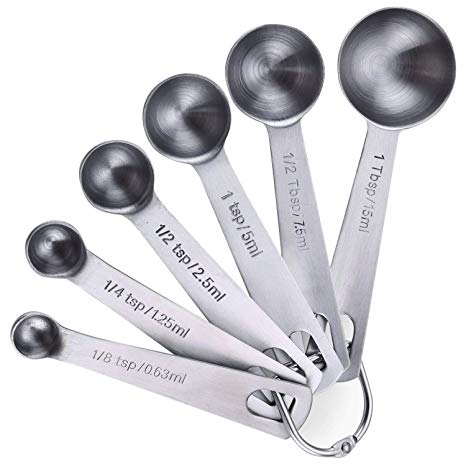 1/8 tsp/0.63ml
1/4 tsp/1.25ml
1/2 tsp/2.5ml
1 tsp/5ml
1/2 Tbsp/7.5ml
1 Tbsp/15ml